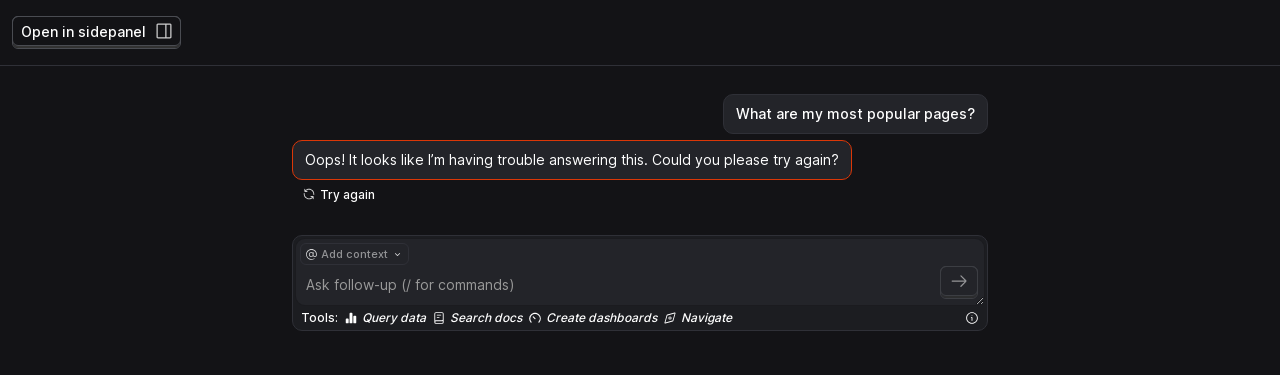 Open in sidepanel
What are my most popular pages?
Oops! It looks like I’m having trouble answering this. Could you please try again?
Try again
@ Add context
Ask follow-up (/ for commands)
Tools: Query data Search docs Create dashboards Navigate